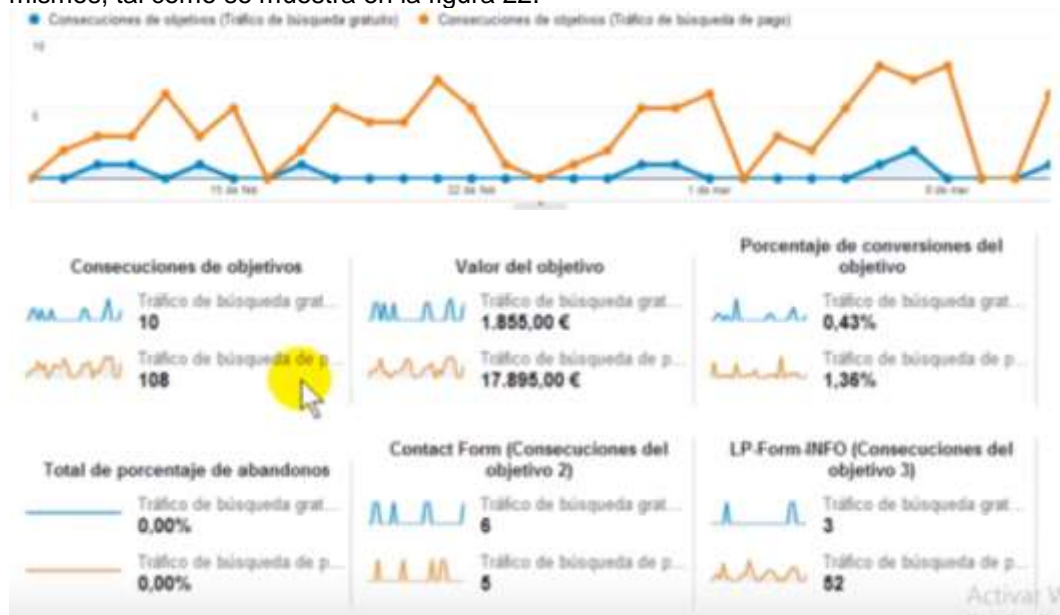 mismos, tal como se muestra en la figura 22.
Consecuciones de objetivos (Tráfico de búsqueda gratuito) Consecuciones de objetivos (Tráfico de búsqueda de pago)
10
5
15 de feb 22 de feb 1 de mar 8 de mar
Consecuciones de objetivos
Tráfico de búsqueda grat...
10
Tráfico de búsqueda de p...
108
Valor del objetivo
Tráfico de búsqueda grat...
1.855,00 €
Tráfico de búsqueda de p...
17.895,00 €
Porcentaje de conversiones del
objetivo
Tráfico de búsqueda grat...
0,43%
Tráfico de búsqueda de p...
1,36%
Total de porcentaje de abandonos
Tráfico de búsqueda grat...
0,00%
Tráfico de búsqueda de p...
0,00%
Contact Form (Consecuciones del
objetivo 2)
Tráfico de búsqueda grat...
6
Tráfico de búsqueda de p...
5
LP-Form-INFO (Consecuciones del
objetivo 3)
Tráfico de búsqueda grat...
3
Tráfico de búsqueda de p...
52
Activar